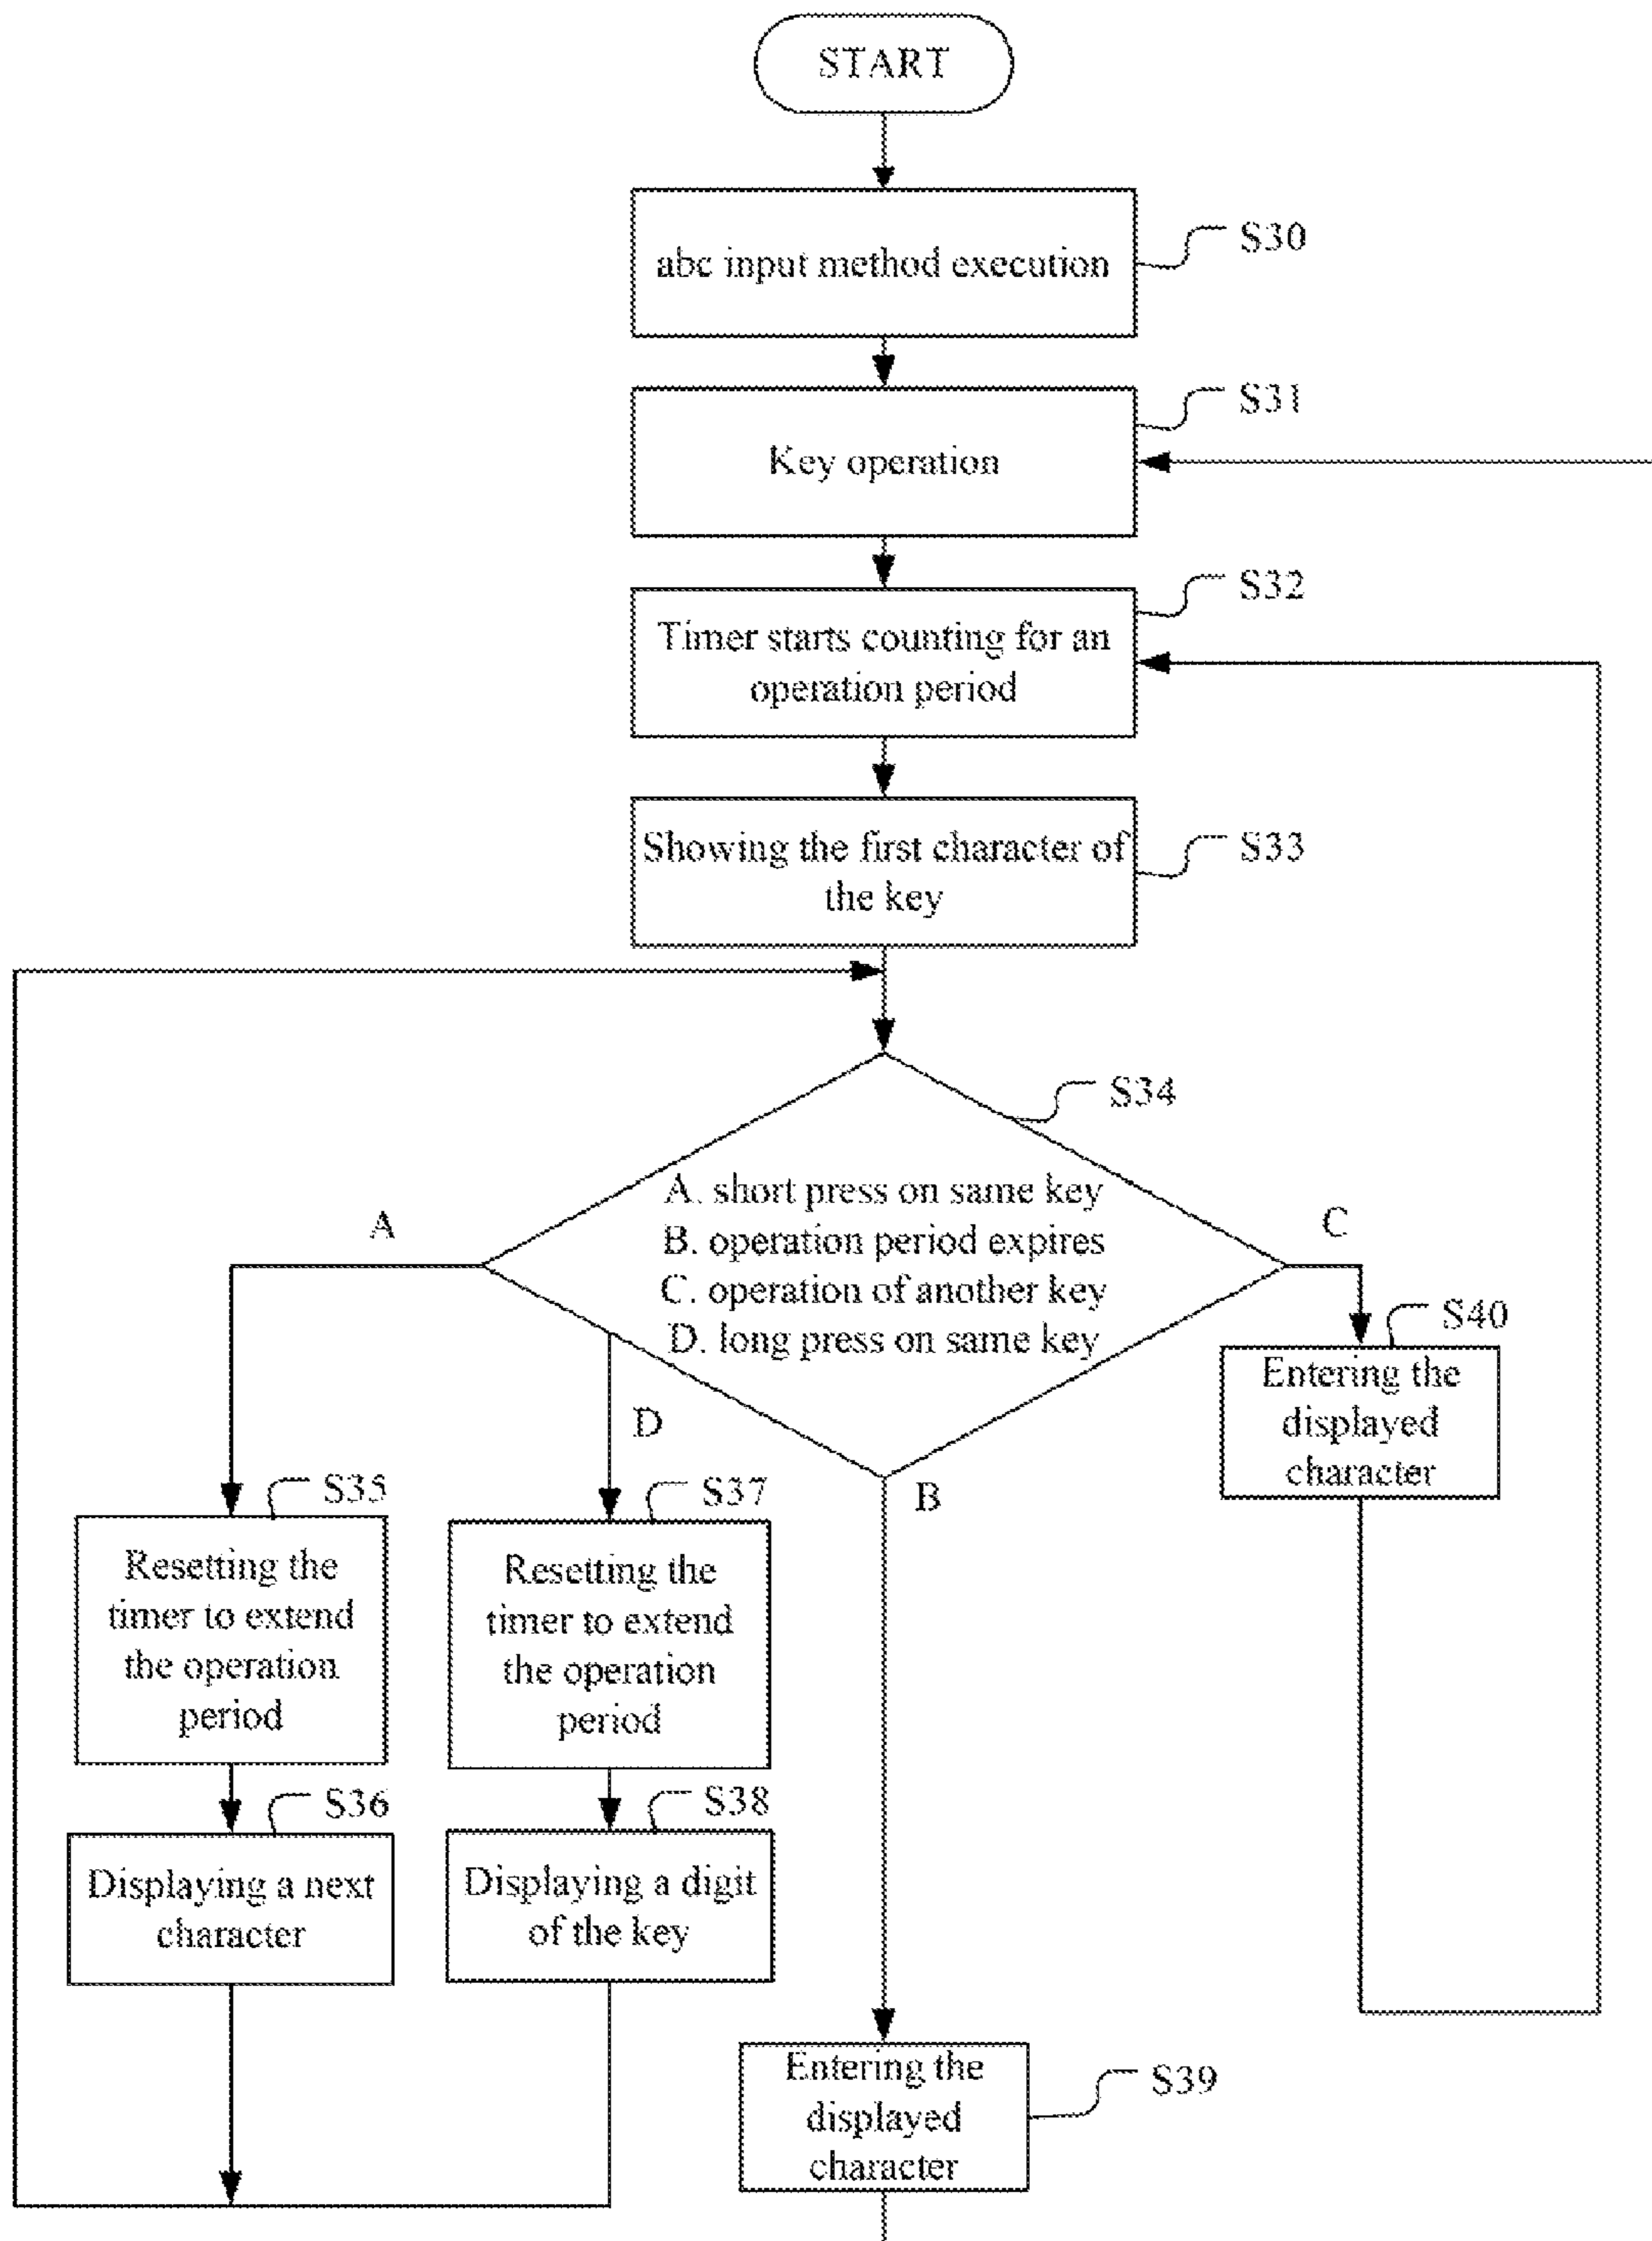 START
abc input method execution
S30
S31
Key operation
S32
Timer starts counting for an
operation period
Showing the first character of
the key
S33
S34
A. short press on same key
B. operation period expires
C. operation of another key
D. long press on same key
A
C
D
B
S40
Entering the
displayed
character
S35
Resetting the
timer to extend
the operation
period
S37
Resetting the
timer to extend
the operation
period
S36
Displaying a next
character
S38
Displaying a digit
of the key
Entering the
displayed
character
S39